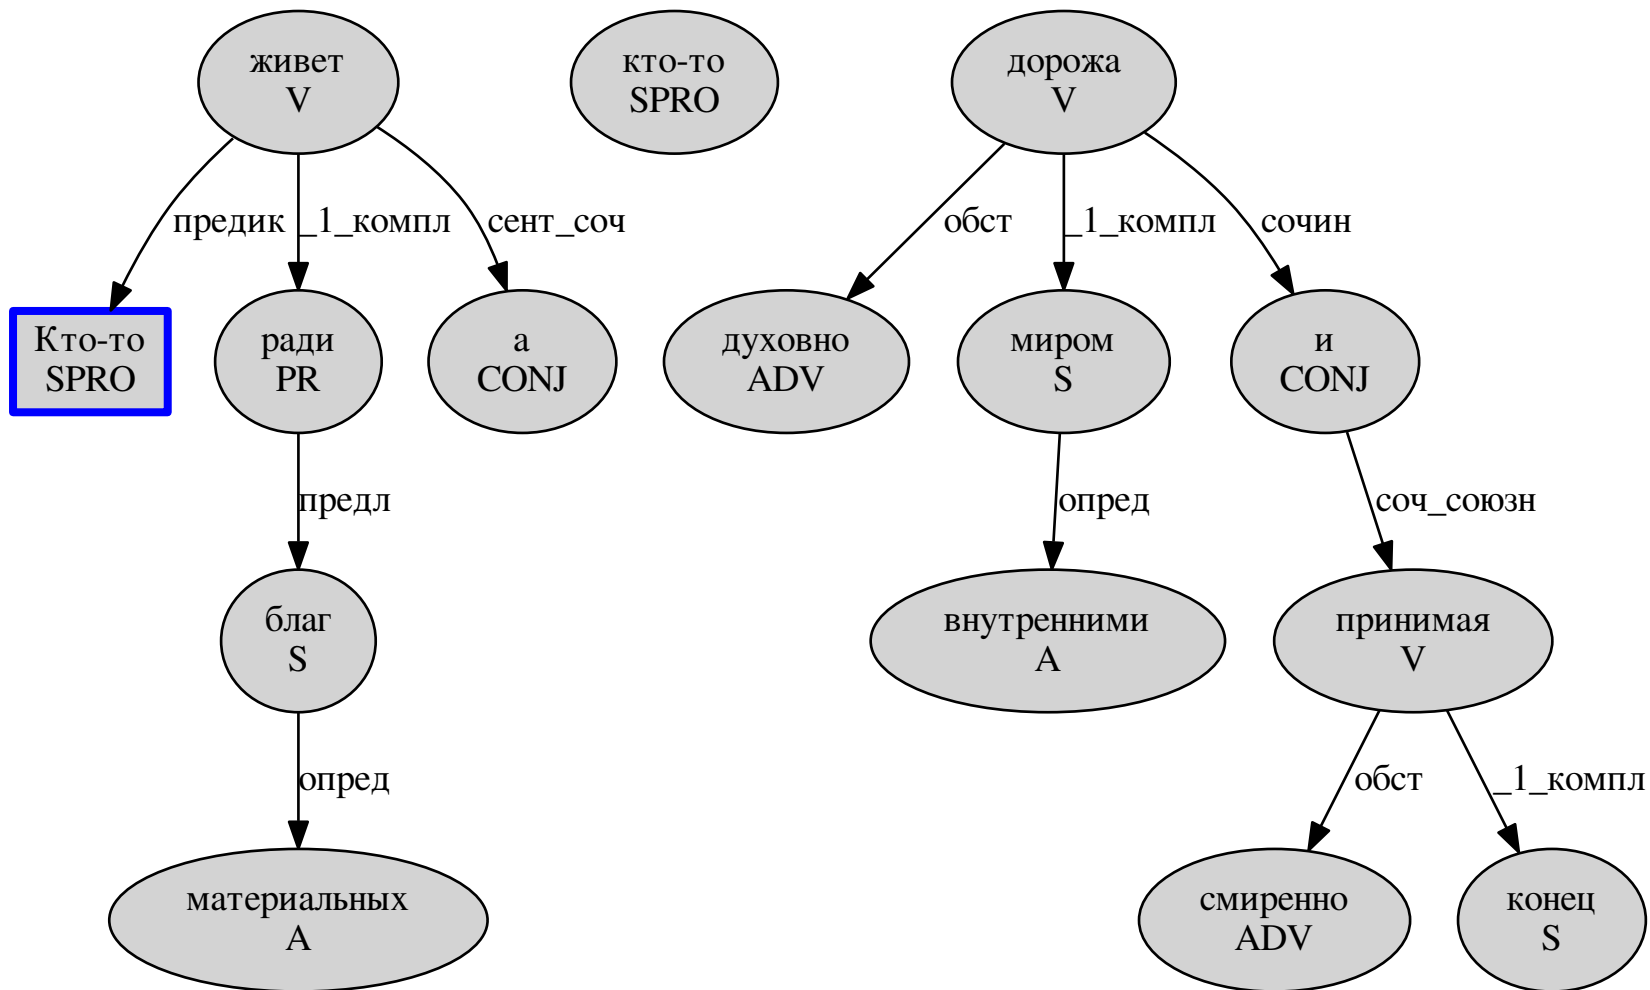 живет
V
кто-то
SPRO
дорожа
V
предик
_1_компл
сент_соч
обст
_1_компл
сочин
Кто-то
SPRO
ради
PR
а
CONJ
духовно
ADV
миром
S
и
CONJ
предл
опред
соч_союзн
благ
S
внутренними
A
принимая
V
опред
обст
_1_компл
материальных
A
смиренно
ADV
конец
S